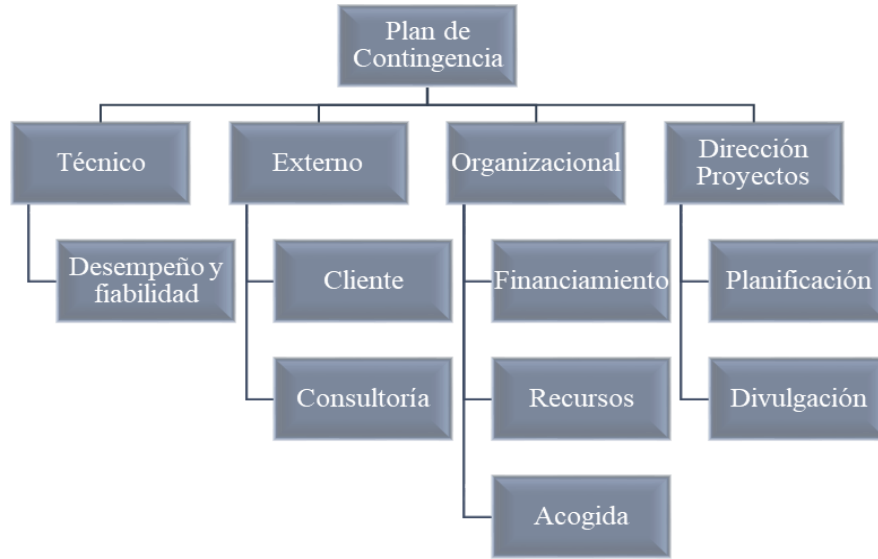 Plan de
Contingencia
Técnico
Externo
Organizacional
Dirección
Proyectos
Desempeño y
fiabilidad
Cliente
Financiamiento
Planificación
Consultoría
Recursos
Divulgación
Acogida